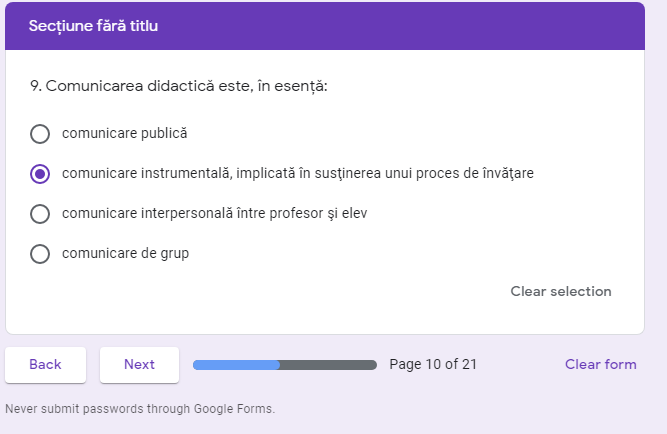 Secțiune fără titlu
9. Comunicarea didactică este, în esență:
comunicare publică
comunicare instrumentală, implicată în susţinerea unui proces de învăţare
comunicare interpersonală între profesor şi elev
comunicare de grup
Clear selection
Back Next Page 10 of 21 Clear form
Never submit passwords through Google Forms.